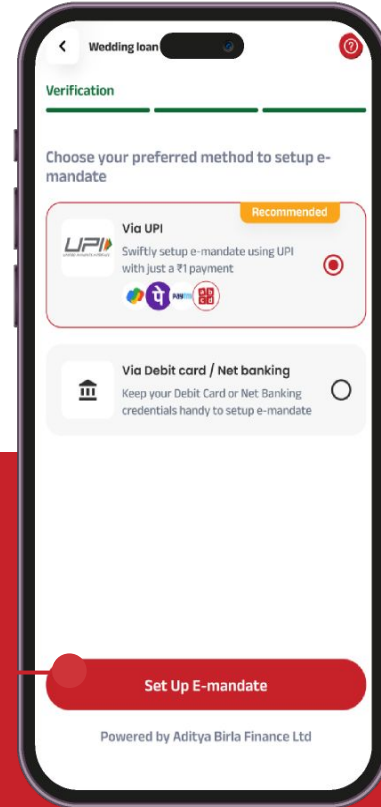 Wedding loan
Verification
Choose your preferred method to setup e-
mandate
Recommended
Via UPI
UPI
Swiftly setup e-mandate using UPI
with just a ₹1 payment
Paytm
Via Debit card / Net banking
Keep your Debit Card or Net Banking
credentials handy to setup e-mandate
Set Up E-mandate
Powered by Aditya Birla Finance Ltd